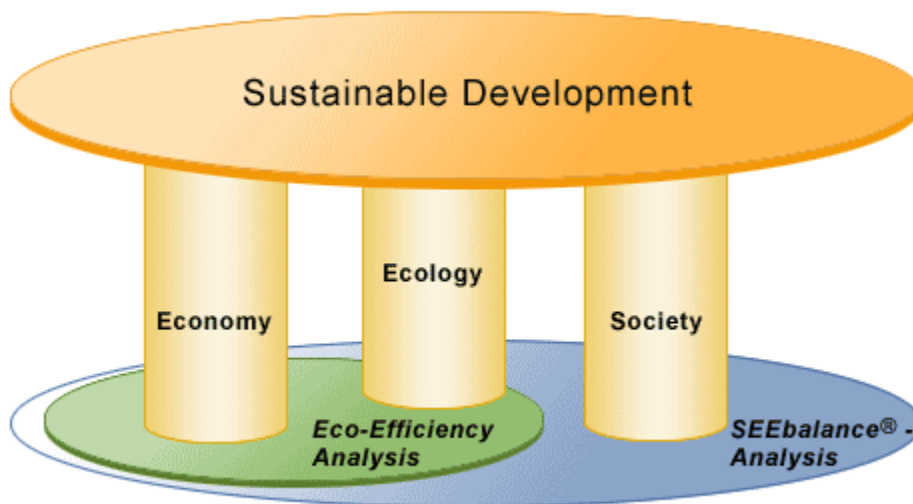 Sustainable Development
Ecology
Economy
Society
Eco-Efficiency
Analysis
SEEbalance® -
Analysis